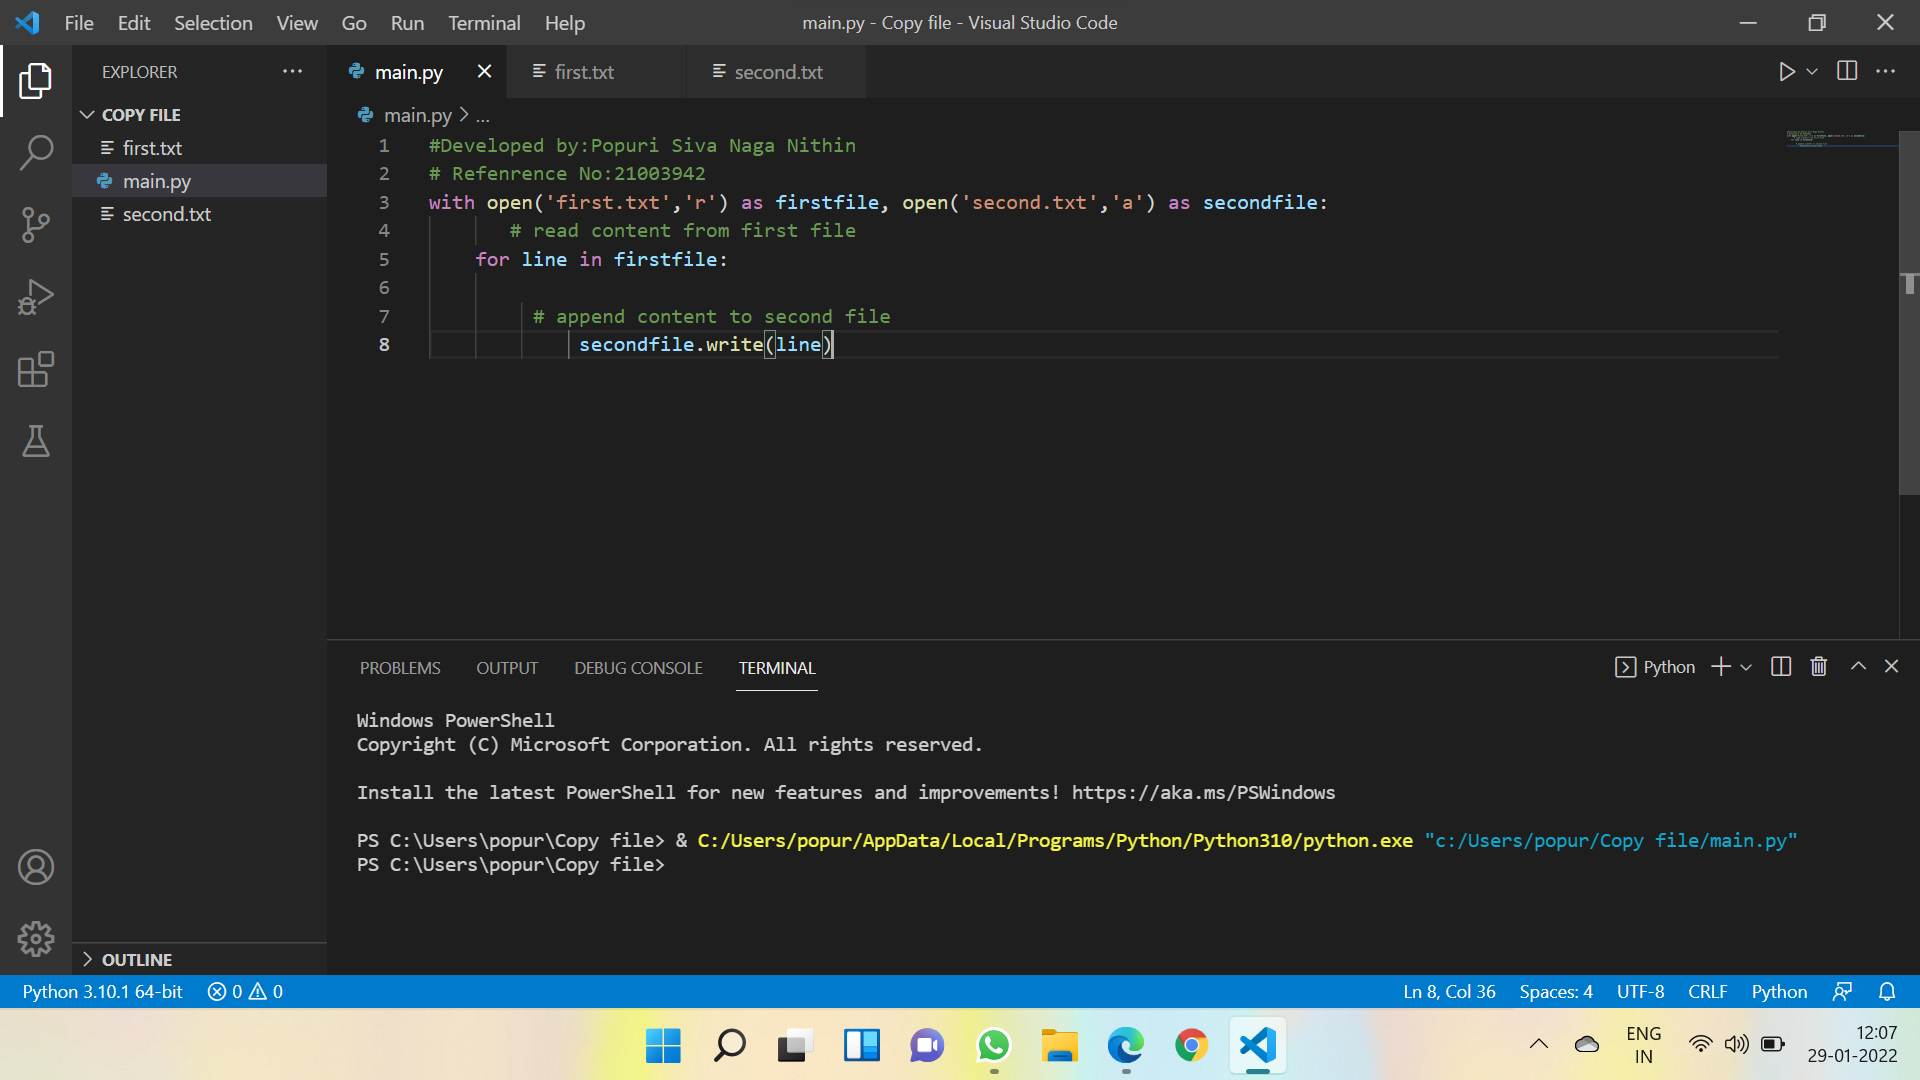 File Edit Selection View Go Run Terminal Help main.py - Copy file - Visual Studio Code
EXPLORER
COPY FILE
first.txt
main.py
second.txt
OUTLINE
main.py first.txt second.txt
main.py > ...
1 #Developed by:Popuri Siva Naga Nithin
2 # Refenrence No:21003942
3 with open('first.txt','r') as firstfile, open('second.txt','a') as secondfile:
4 # read content from first file
5 for line in firstfile:
6
7 # append content to second file
8 secondfile.write(line)
PROBLEMS OUTPUT DEBUG CONSOLE TERMINAL Python
Windows PowerShell
Copyright (C) Microsoft Corporation. All rights reserved.
Install the latest PowerShell for new features and improvements! https://aka.ms/PSWindows
PS C:\Users\popur\Copy file> & C:/Users/popur/AppData/Local/Programs/Python/Python310/python.exe "c:/Users/popur/Copy file/main.py"
PS C:\Users\popur\Copy file>
Python 3.10.1 64-bit 0 0 Ln 8, Col 36 Spaces: 4 UTF-8 CRLF Python
ENG
IN
12:07
29-01-2022